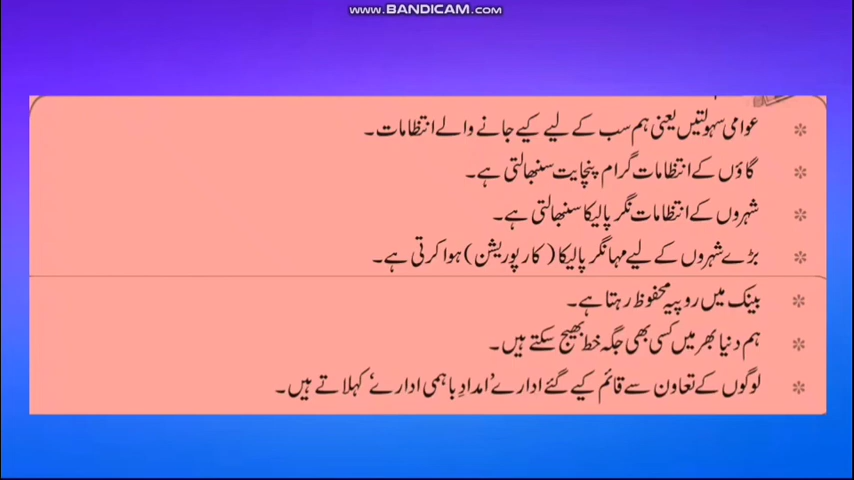 www.BANDICAM.com
* عوامی سہولتیں یعنی ہم سب کے لیے کیے جانے والے انتظامات۔
* گاؤں کے انتظامات گرام پنچایت سنبھالتی ہے۔
* شہروں کے انتظامات نگر پالیکا سنبھالتی ہے۔
* بڑے شہروں کے لیے مہانگر پالیکا (کارپوریشن) ہوا کرتی ہے۔
* بینک میں روپیہ محفوظ رہتا ہے۔
* ہم دنیا بھر میں کسی بھی جگہ خط بھیج سکتے ہیں۔
* لوگوں کے تعاون سے قائم کیے گئے ادارے ’امدادِ باہمی ادارے‘ کہلاتے ہیں۔